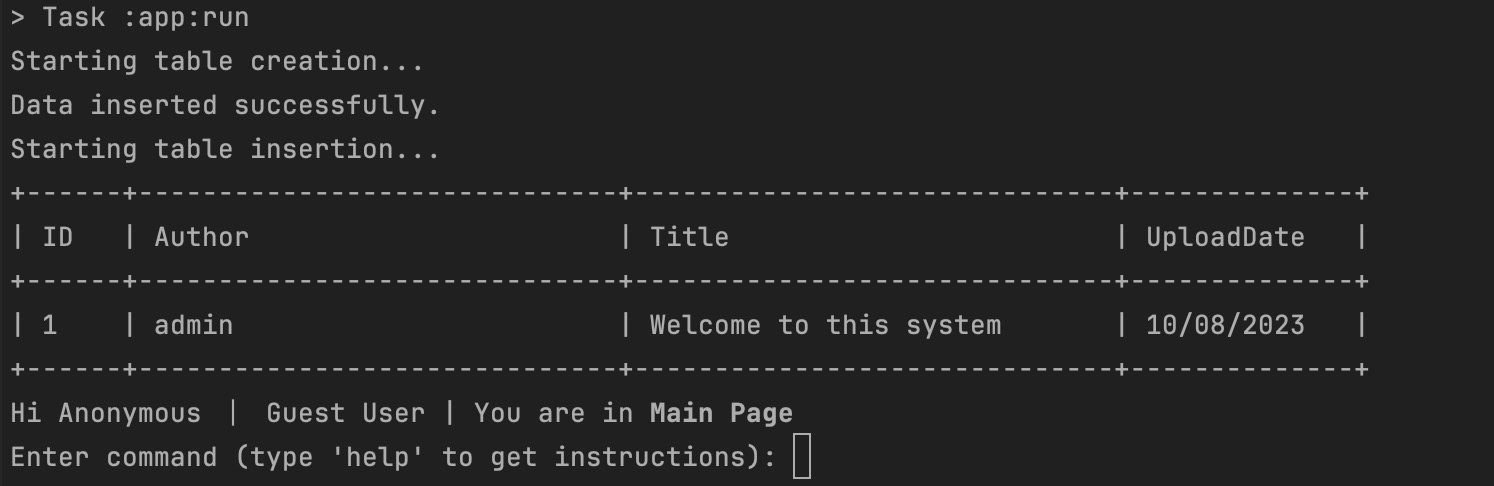 > Task :app:run
Starting table creation...
Data inserted successfully.
Starting table insertion...
+------+------------------------------+------------------------------+--------------+
| ID   | Author                       | Title                        | UploadDate   |
+------+------------------------------+------------------------------+--------------+
| 1    | admin                        | Welcome to this system       | 10/08/2023   |
+------+------------------------------+------------------------------+--------------+
Hi Anonymous | Guest User | You are in Main Page
Enter command (type 'help' to get instructions):